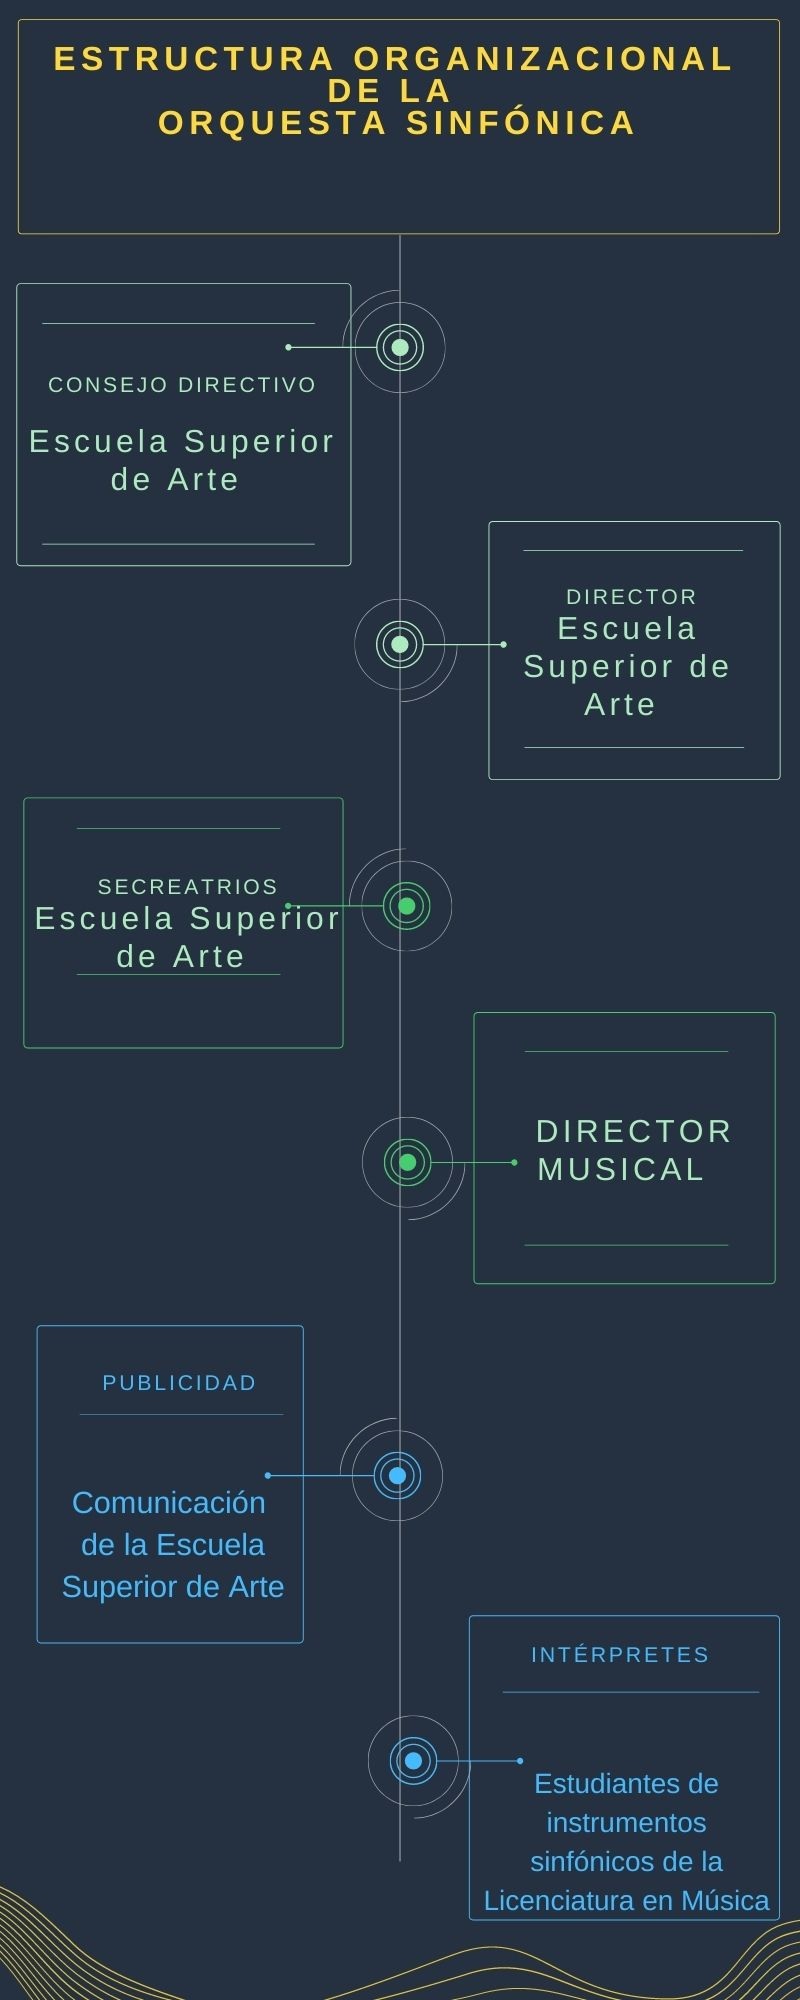 ESTRUCTURA ORGANIZACIONAL
DE LA
ORQUESTA SINFÓNICA
CONSEJO DIRECTIVO
Escuela Superior
de Arte
DIRECTOR
Escuela
Superior de
Arte
SECREATRIOS
Escuela Superior
de Arte
DIRECTOR
MUSICAL
PUBLICIDAD
Comunicación
de la Escuela
Superior de Arte
INTÉRPRETES
Estudiantes de
instrumentos
sinfónicos de la
Licenciatura en Música